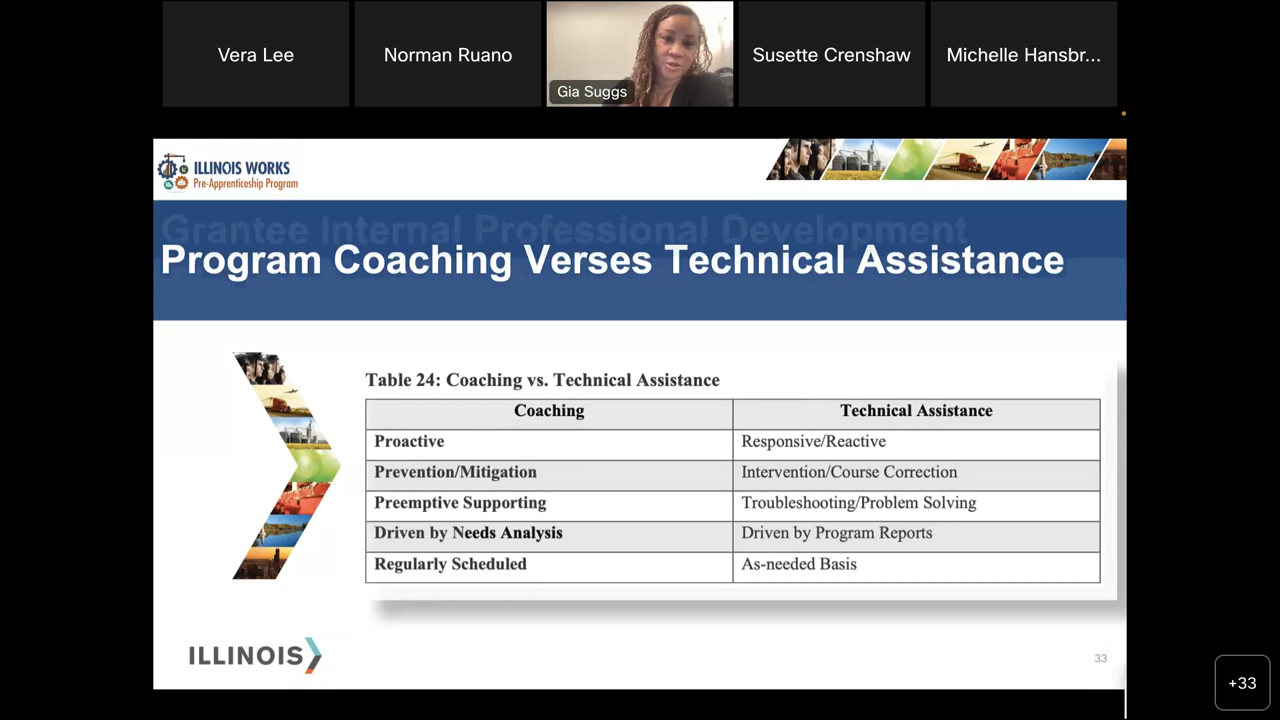 Vera Lee
Norman Ruano
Gia Suggs
Susette Crenshaw
Michelle Hansbr...
ILLINOIS WORKS
Pre-Apprenticeship Program
Grantee Internal Professional Development
Program Coaching Verses Technical Assistance
Table 24: Coaching vs. Technical Assistance
Coaching Technical Assistance
Proactive Responsive/Reactive
Prevention/Mitigation Intervention/Course Correction
Preemptive Supporting Troubleshooting/Problem Solving
Driven by Needs Analysis Driven by Program Reports
Regularly Scheduled As-needed Basis
ILLINOIS
33
+33